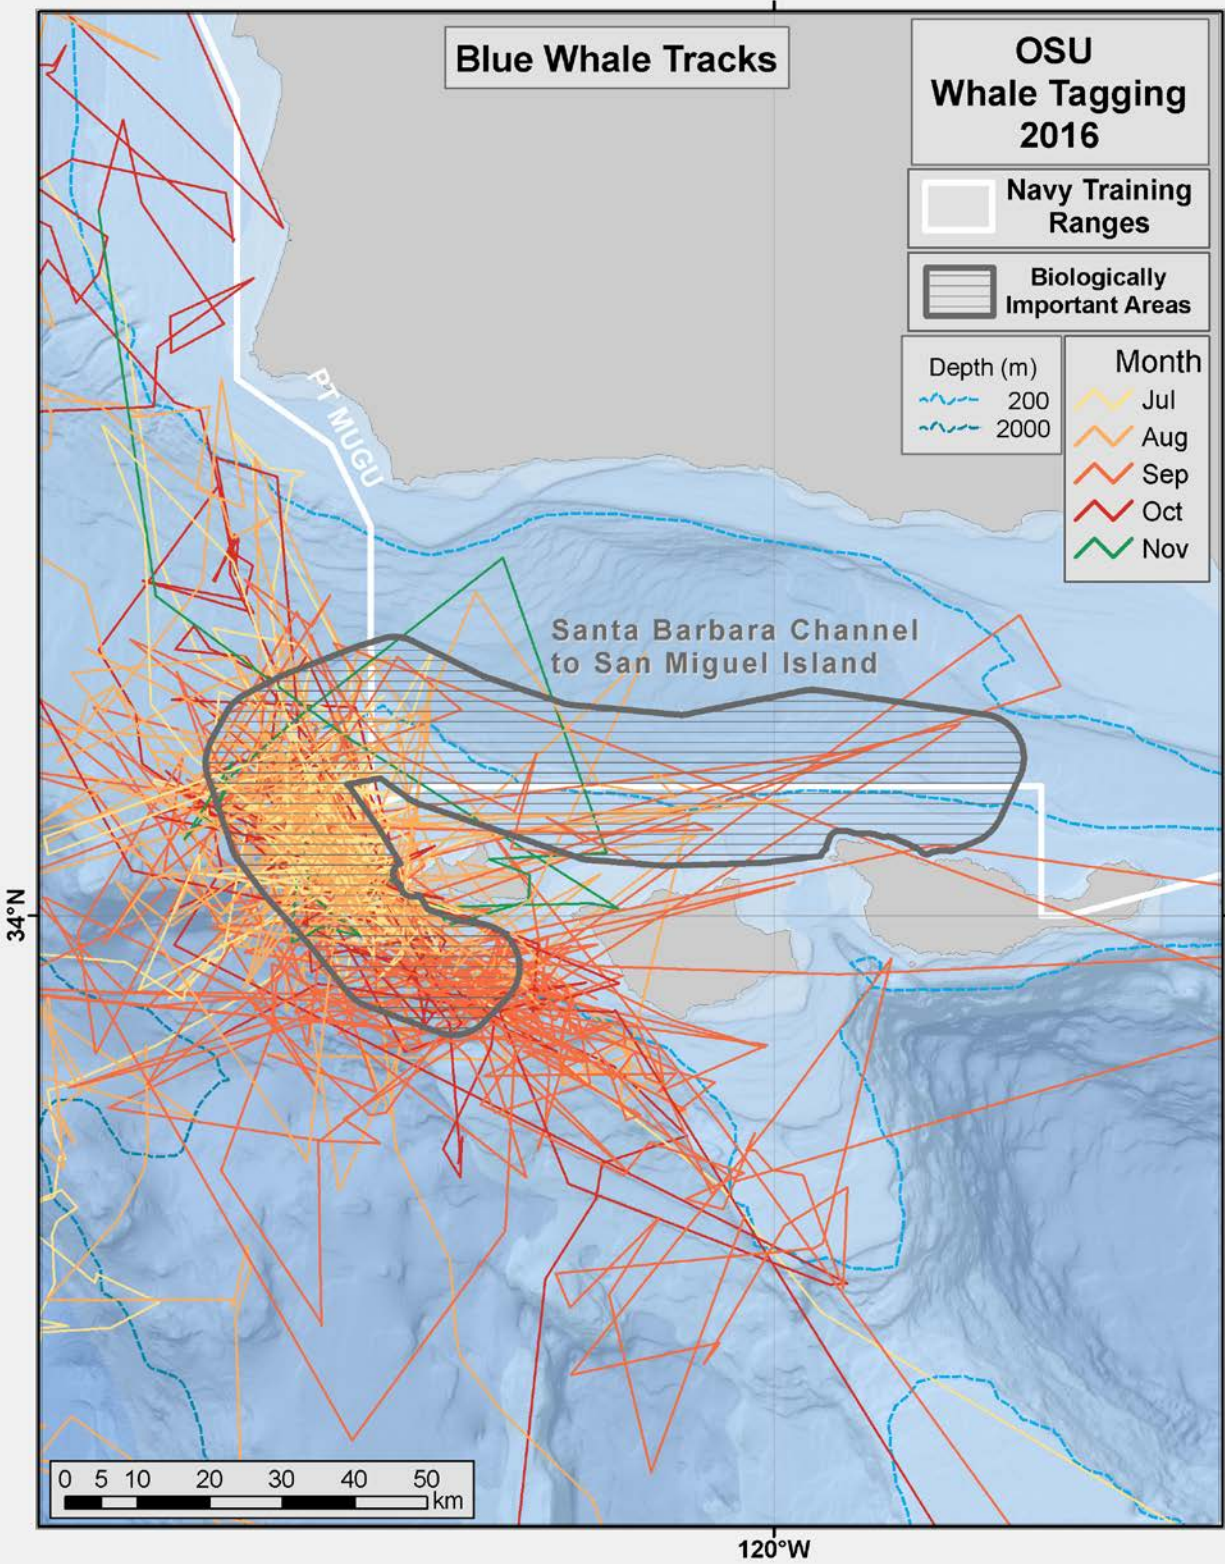 Blue Whale Tracks
OSU
Whale Tagging
2016
Navy Training
Ranges
Biologically
Important Areas
Depth (m)
200
2000
Month
Jul
Aug
Sep
Oct
Nov
PT MUGU
Santa Barbara Channel
to San Miguel Island
34°N
0 5 10 20 30 40 50
km
120°W